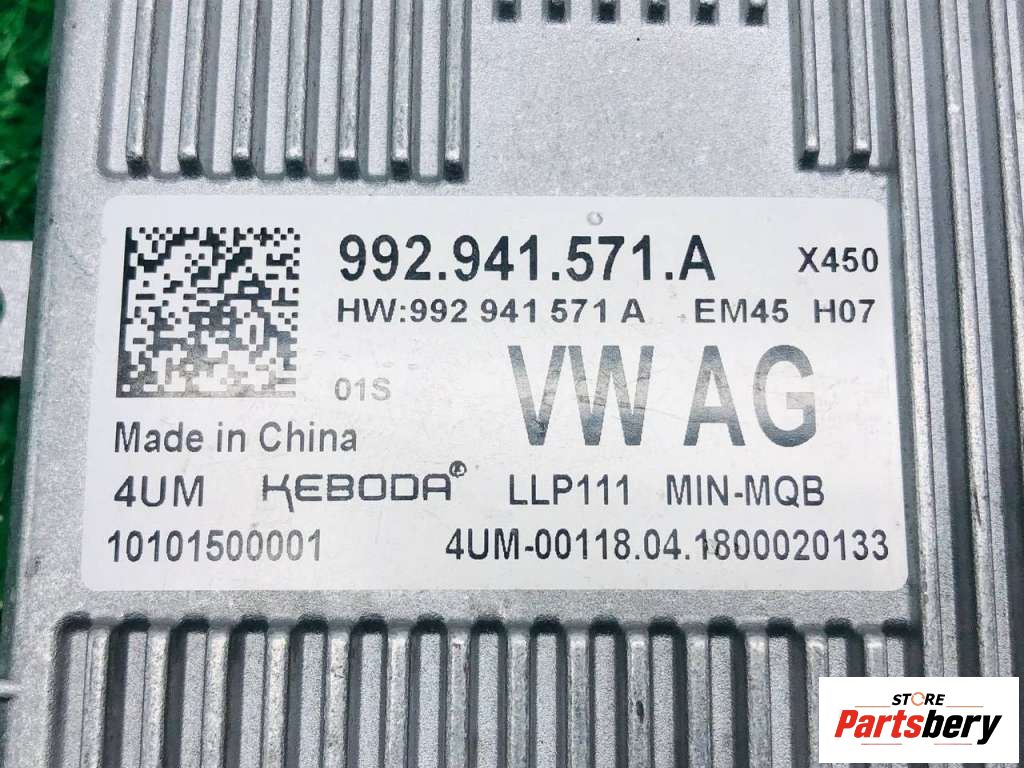 992.941.571.A X450
HW:992 941 571 A EM45 H07
01S
VW AG
Made in China
4UM KEBODA® LLP111 MIN-MQB
10101500001 4UM-00118.04.1800020133
STORE
Partsbery